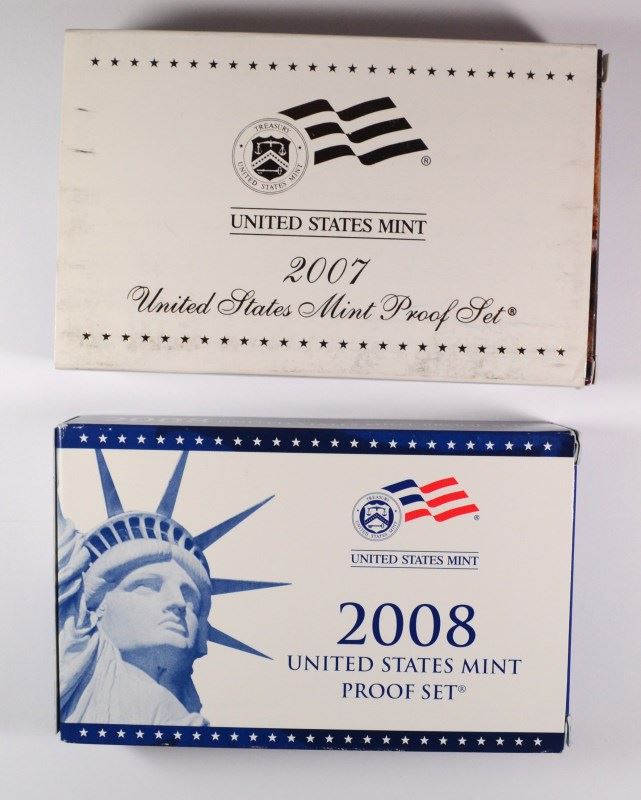 TREASURY
UNITED STATES MINT
®
UNITED STATES MINT
2007
United States Mint Proof Set®
2008
TREASURY
UNITED STATES MINT
®
UNITED STATES MINT
2008
UNITED STATES MINT
PROOF SET®